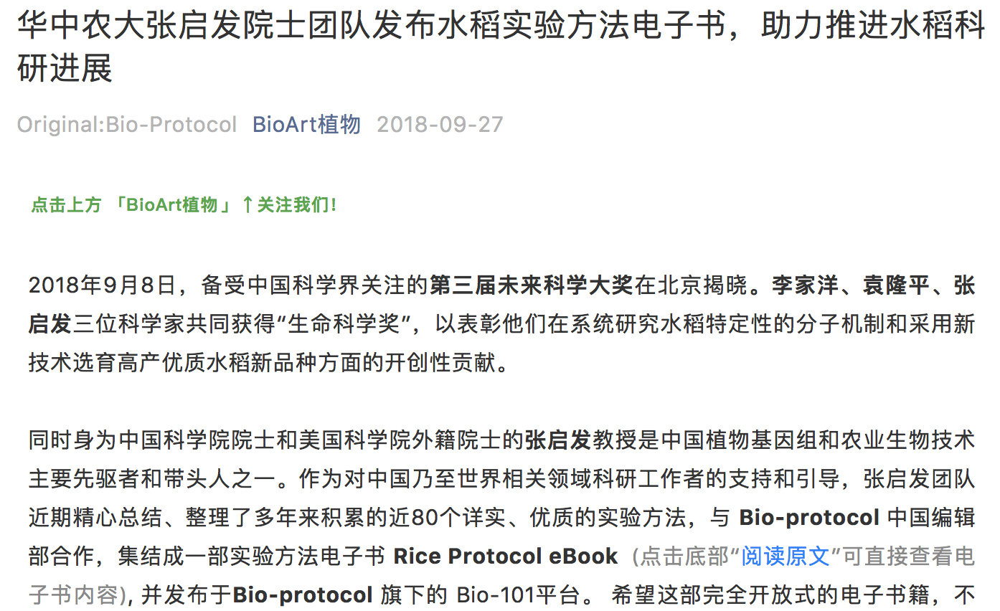 华中农大张启发院士团队发布水稻实验方法电子书，助力推进水稻科
研进展
Original:Bio-Protocol BioArt植物 2018-09-27
点击上方 「BioArt植物」↑关注我们！
2018年9月8日，备受中国科学界关注的第三届未来科学大奖在北京揭晓。李家洋、袁隆平、张
启发三位科学家共同获得“生命科学奖”，以表彰他们在系统研究水稻特定性的分子机制和采用新
技术选育高产优质水稻新品种方面的开创性贡献。
同时身为中国科学院院士和美国科学院外籍院士的张启发教授是中国植物基因组和农业生物技术
主要先驱者和带头人之一。作为对中国乃至世界相关领域科研工作者的支持和引导，张启发团队
近期精心总结、整理了多年来积累的近80个详实、优质的实验方法，与 Bio-protocol 中国编辑
部合作，集结成一部实验方法电子书 Rice Protocol eBook （点击底部“阅读原文”可直接查看电
子书内容), 并发布于Bio-protocol 旗下的 Bio-101平台。 希望这部完全开放式的电子书籍，不